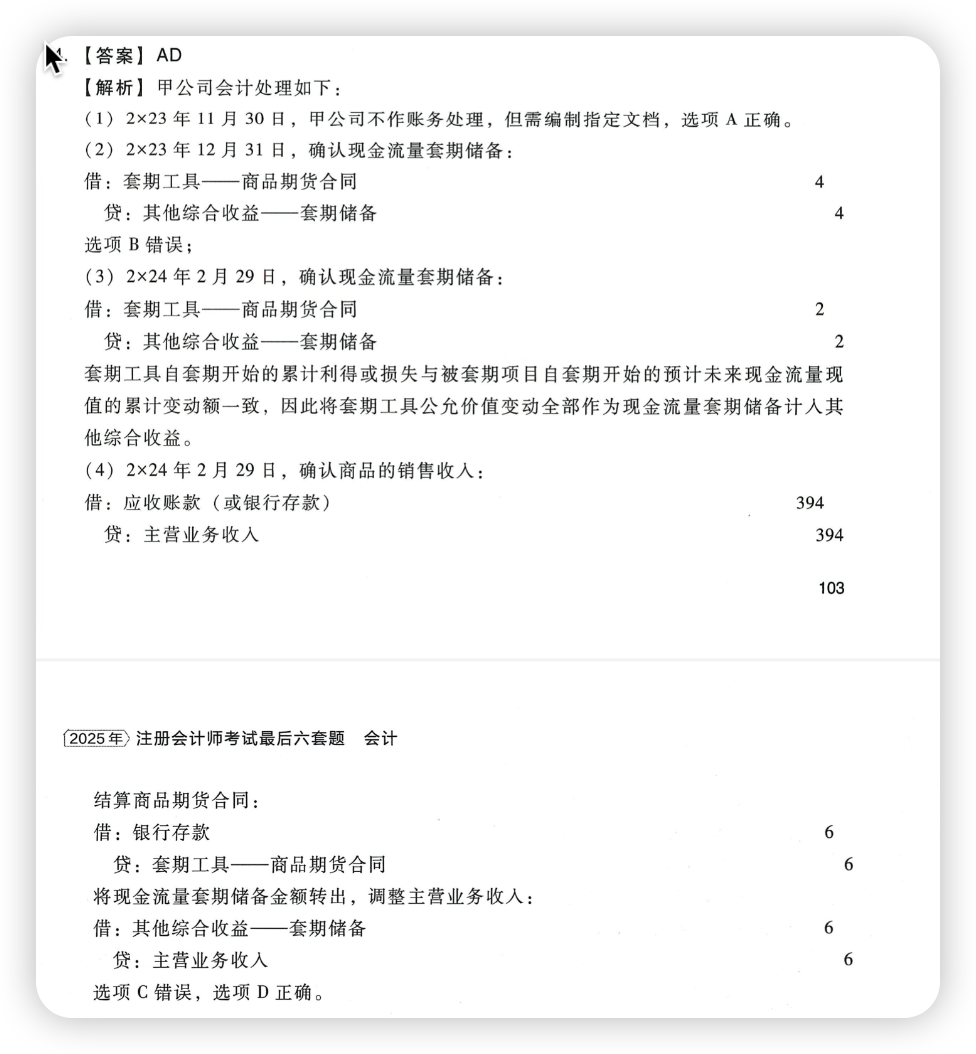 1. 【答案】AD
【解析】甲公司会计处理如下：
（1）2×23 年 11 月 30 日，甲公司不作账务处理，但需编制指定文档，选项 A 正确。
（2）2×23 年 12 月 31 日，确认现金流量套期储备：
借：套期工具——商品期货合同 4
贷：其他综合收益——套期储备 4
选项 B 错误；
（3）2×24 年 2 月 29 日，确认现金流量套期储备：
借：套期工具——商品期货合同 2
贷：其他综合收益——套期储备 2
套期工具自套期开始的累计利得或损失与被套期项目自套期开始的预计未来现金流量现
值的累计变动额一致，因此将套期工具公允价值变动全部作为现金流量套期储备计入其
他综合收益。
（4）2×24 年 2 月 29 日，确认商品的销售收入：
借：应收账款（或银行存款） 394
贷：主营业务收入 394
103
2025 年 注册会计师考试最后六套题 会计
结算商品期货合同：
借：银行存款 6
贷：套期工具——商品期货合同 6
将现金流量套期储备金额转出，调整主营业务收入：
借：其他综合收益——套期储备 6
贷：主营业务收入 6
选项 C 错误，选项 D 正确。